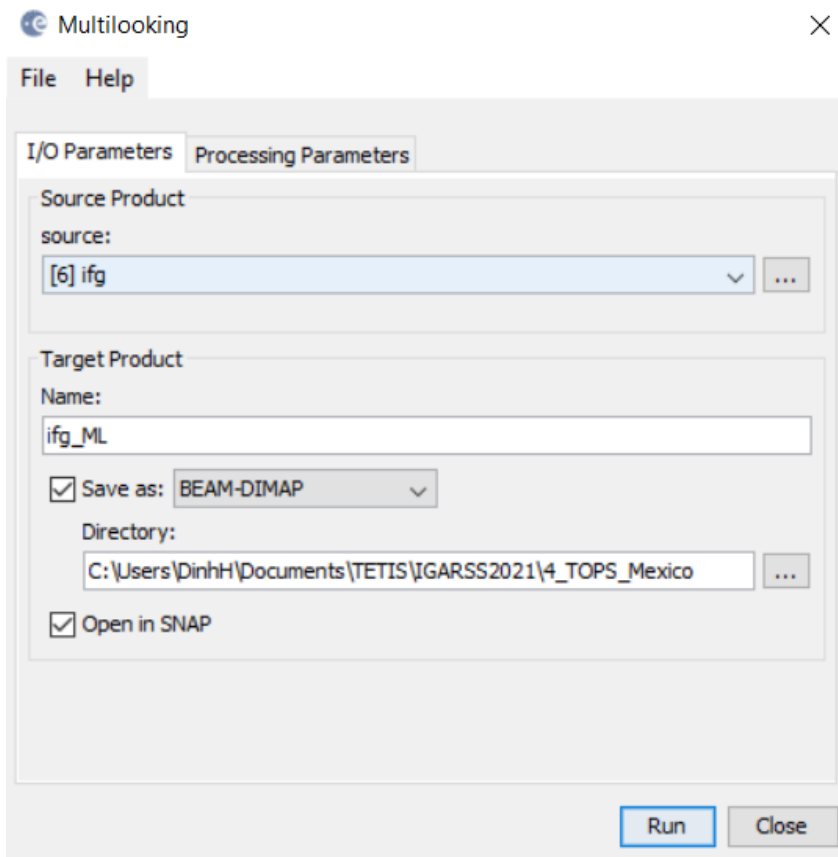 Multilooking
File Help
I/O Parameters Processing Parameters
Source Product
source:
[6] ifg
...
Target Product
Name:
ifg_ML
Save as: BEAM-DIMAP
Directory:
C:\Users\DinhH\Documents\TETIS\IGARSS2021\4_TOPS_Mexico
...
Open in SNAP
Run Close